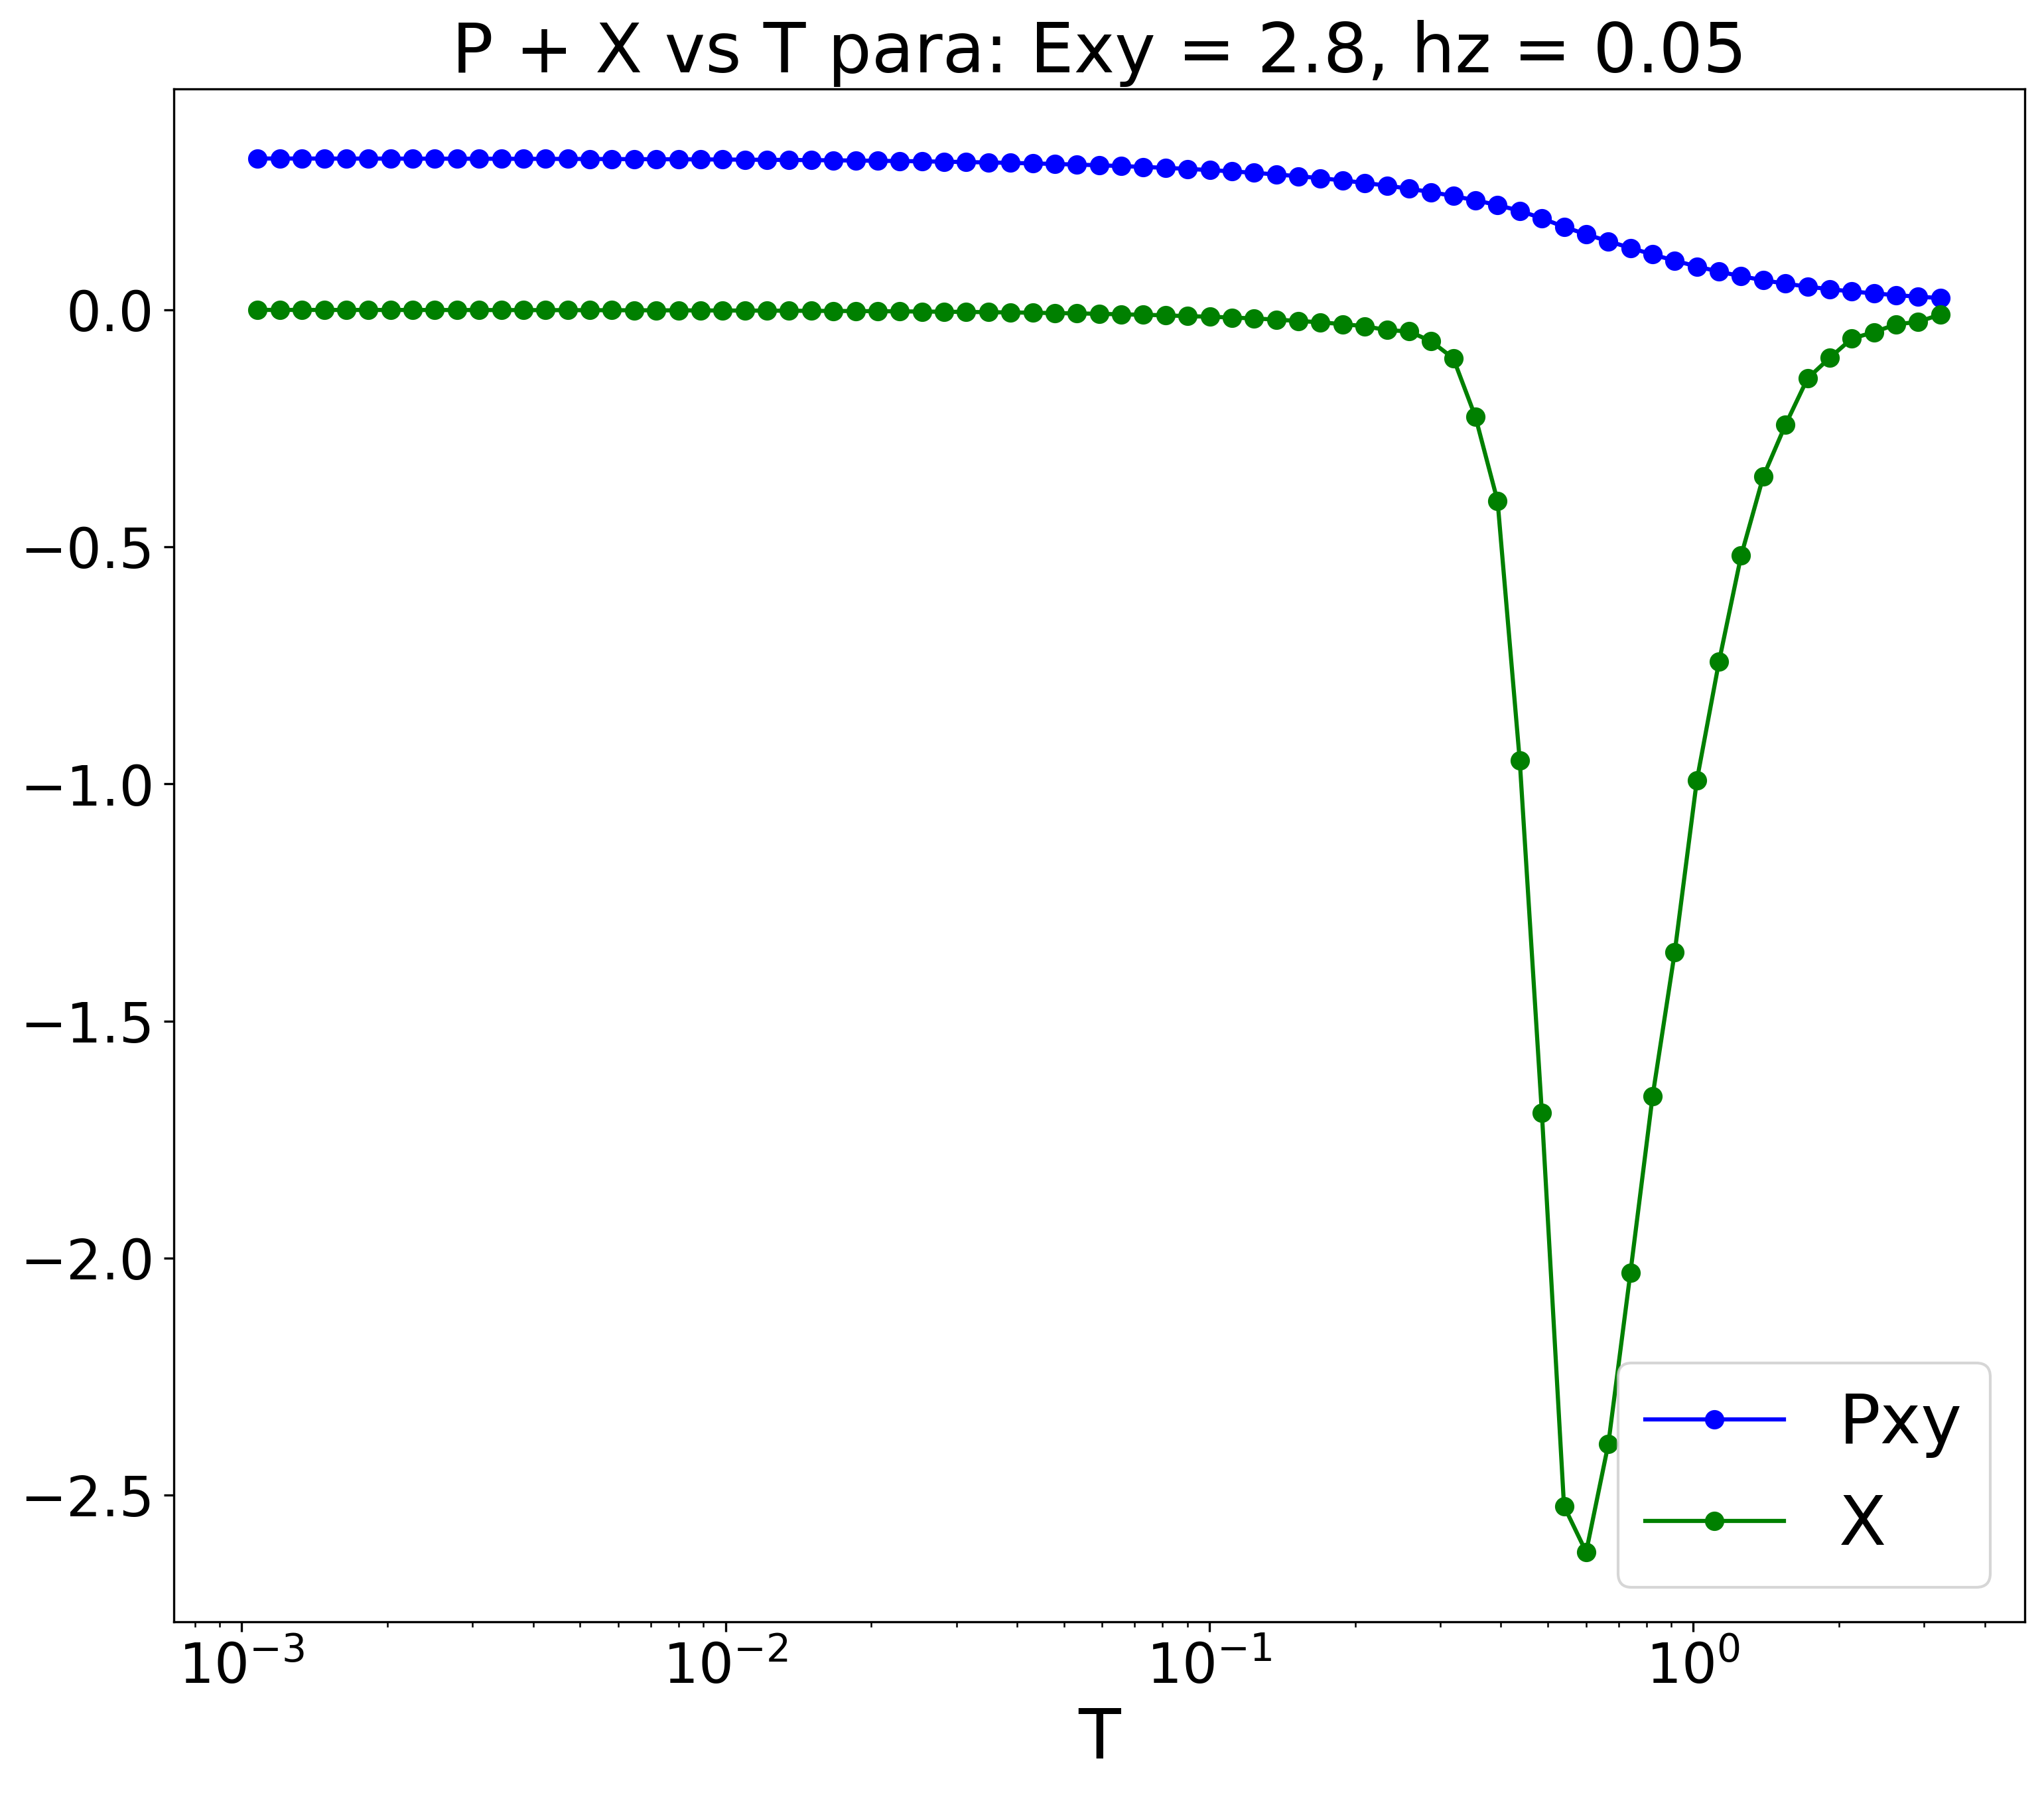 P + X vs T para: Exy = 2.8, hz = 0.05
0.0
−0.5
−1.0
−1.5
−2.0
−2.5
Pxy
X
10⁻³ 10⁻² 10⁻¹ 10⁰
T